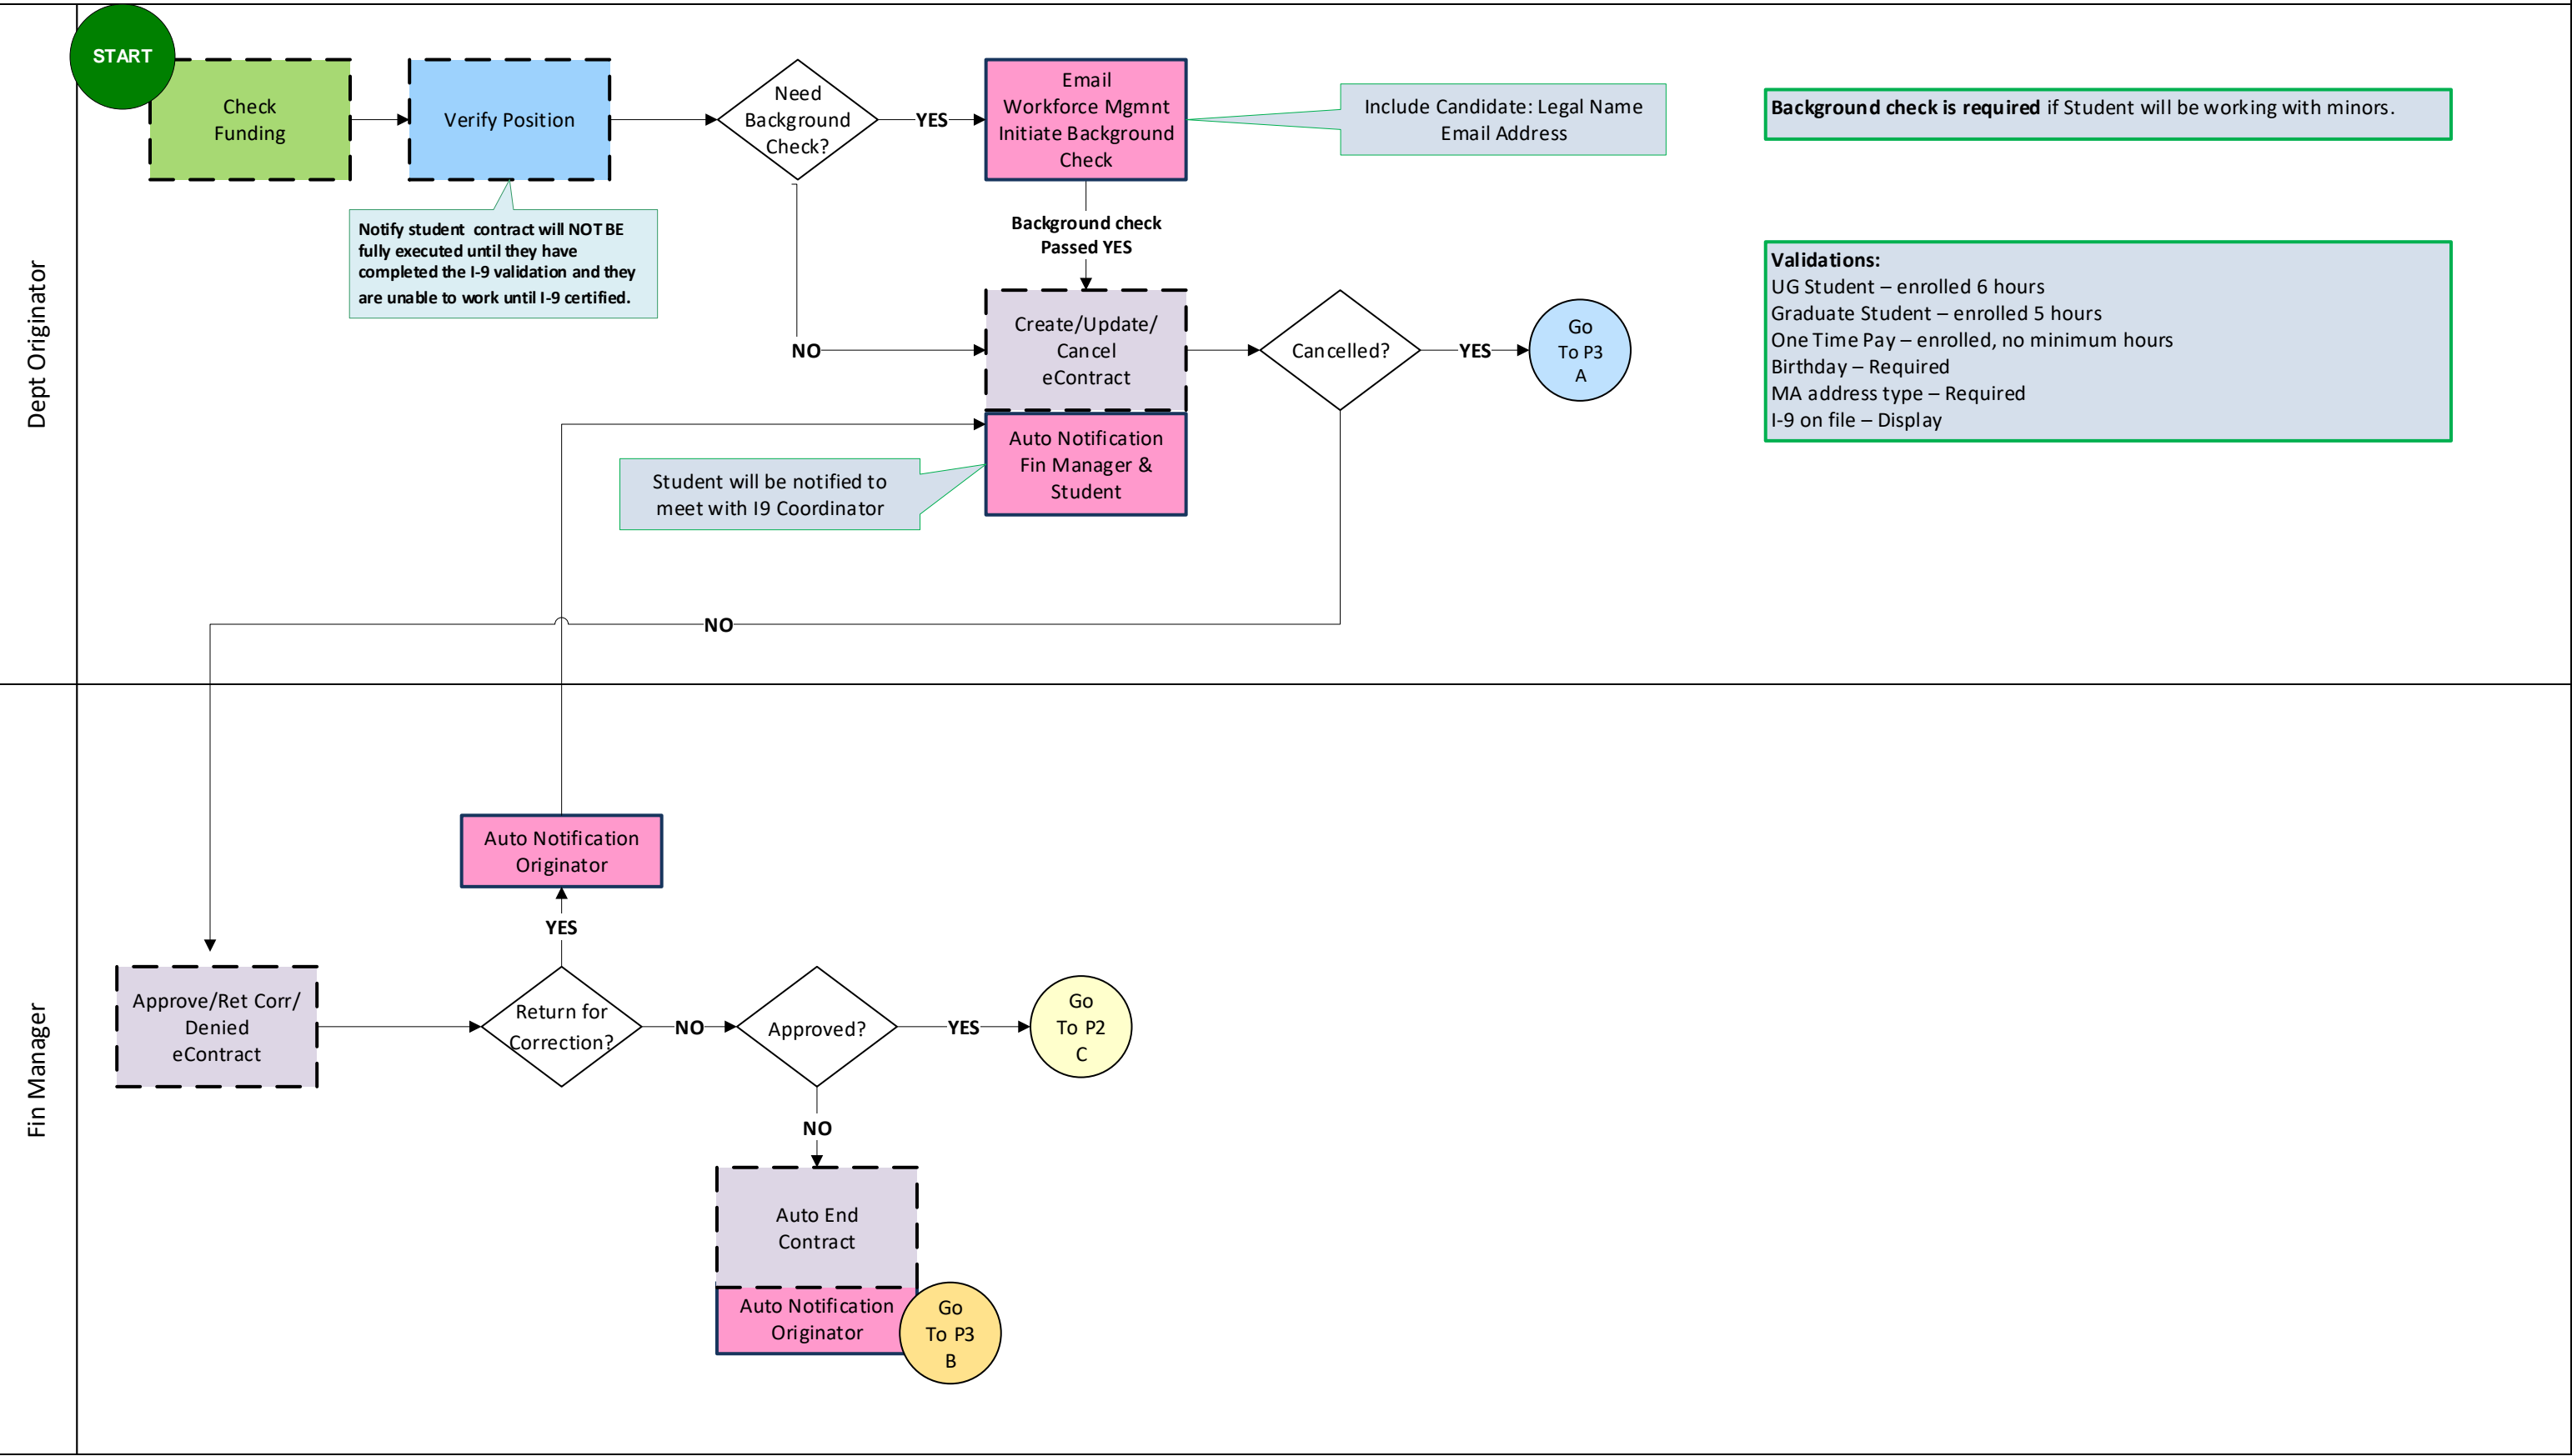 START
Check
Funding
Verify Position
Need
Background
Check?
YES
Email
Workforce Mgmnt
Initiate Background
Check
Include Candidate: Legal Name
Email Address
Background check is required if Student will be working with minors.
Notify student contract will NOT BE
fully executed until they have
completed the I-9 validation and they
are unable to work until I-9 certified.
Background check
Passed YES
Validations:
UG Student – enrolled 6 hours
Graduate Student – enrolled 5 hours
One Time Pay – enrolled, no minimum hours
Birthday – Required
MA address type – Required
I-9 on file – Display
Dept Originator
NO
Create/Update/
Cancel
eContract
Cancelled?
YES
Go
To P3
A
Auto Notification
Fin Manager &
Student
Student will be notified to
meet with I9 Coordinator
NO
Fin Manager
Auto Notification
Originator
YES
Approve/Ret Corr/
Denied
eContract
Return for
Correction?
NO
Approved?
YES
Go
To P2
C
NO
Auto End
Contract
Auto Notification
Originator
Go
To P3
B